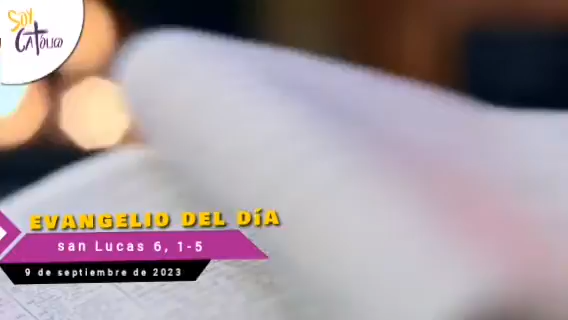 SOY
CATÓLICO
EVANGELIO DEL DíA
san Lucas 6, 1-5
9 de septiembre de 2023